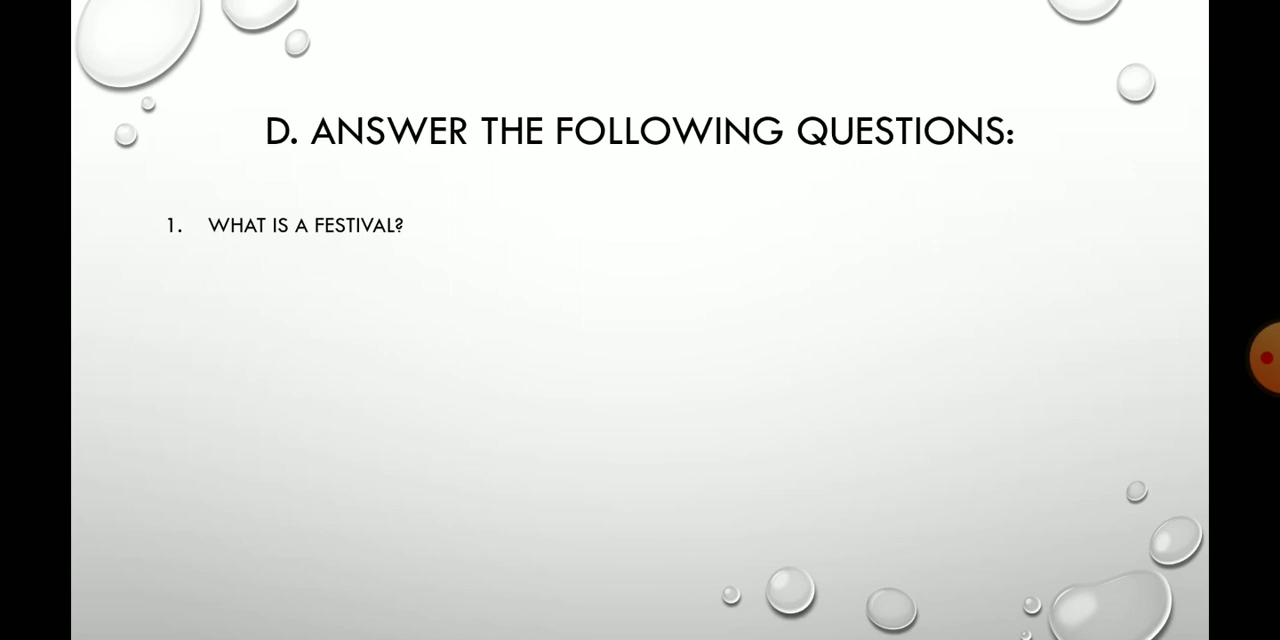 D. ANSWER THE FOLLOWING QUESTIONS:
1. WHAT IS A FESTIVAL?